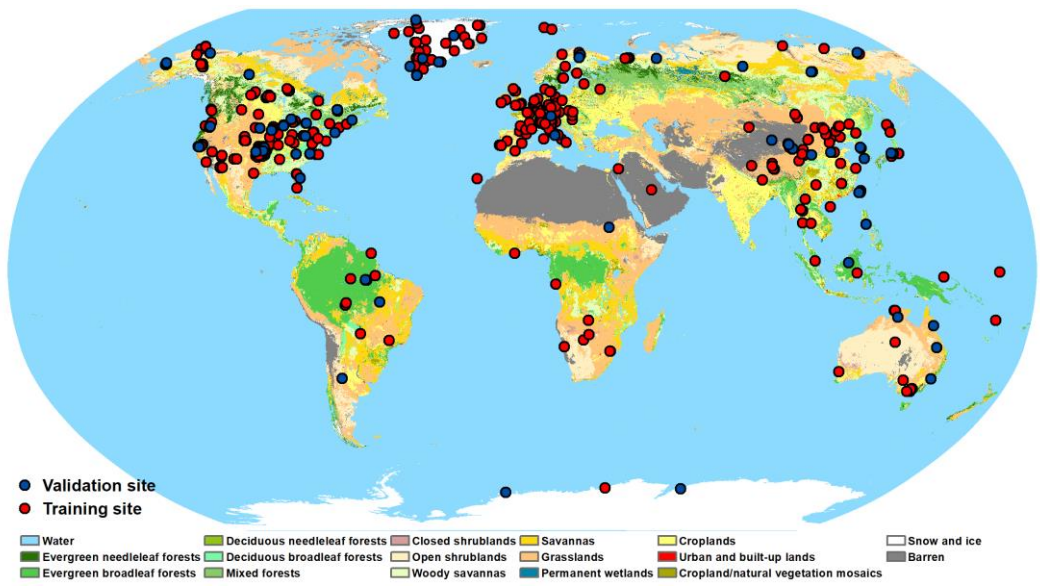 Validation site
Training site
Water
Deciduous needleleaf forests
Closed shrublands
Savannas
Croplands
Snow and ice
Evergreen needleleaf forests
Deciduous broadleaf forests
Open shrublands
Grasslands
Urban and built-up lands
Barren
Evergreen broadleaf forests
Mixed forests
Woody savannas
Permanent wetlands
Cropland/natural vegetation mosaics